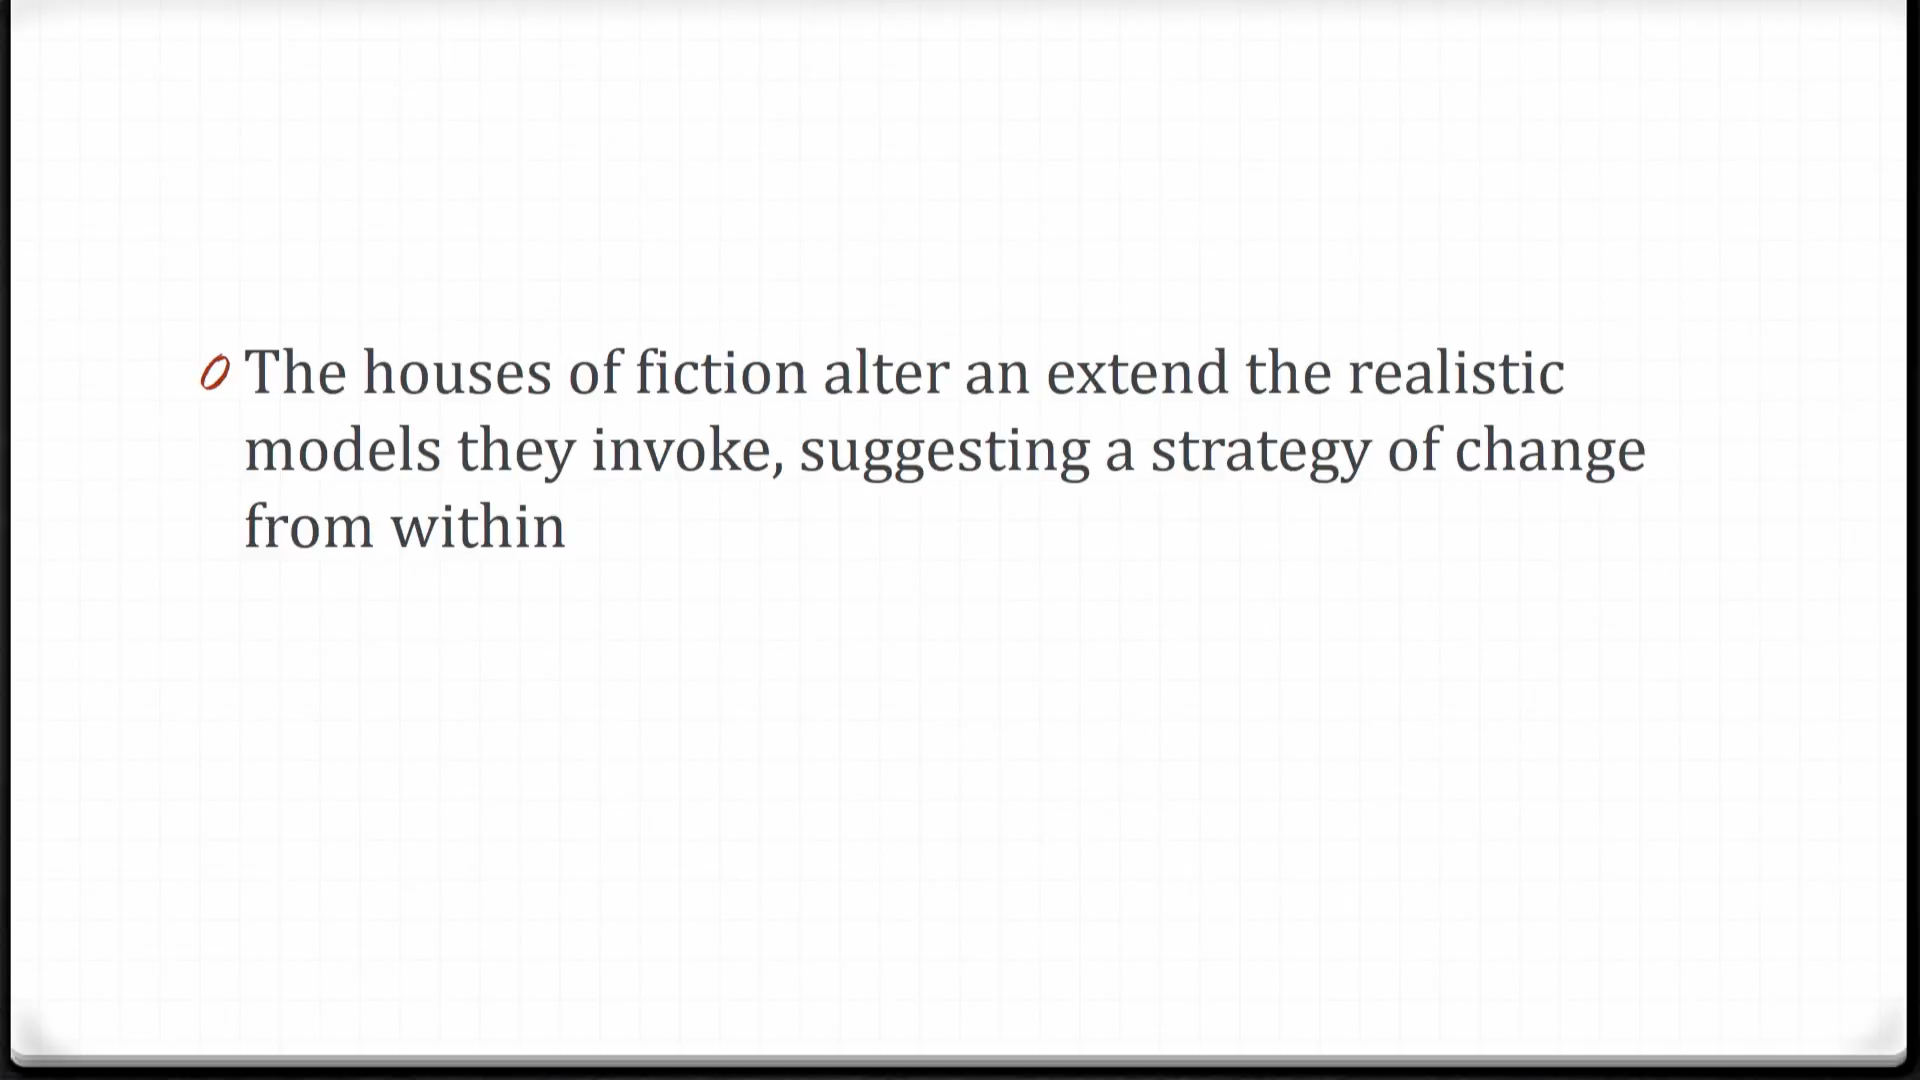 The houses of fiction alter an extend the realistic
models they invoke, suggesting a strategy of change
from within